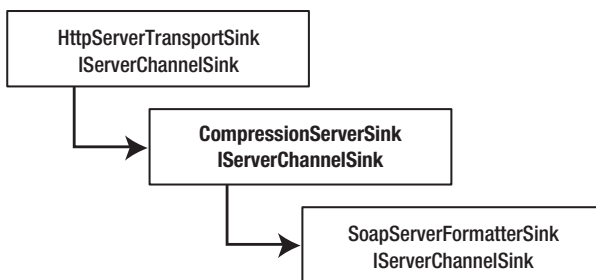 HttpServerTransportSink
IServerChannelSink
CompressionServerSink
IServerChannelSink
SoapServerFormatterSink
IServerChannelSink